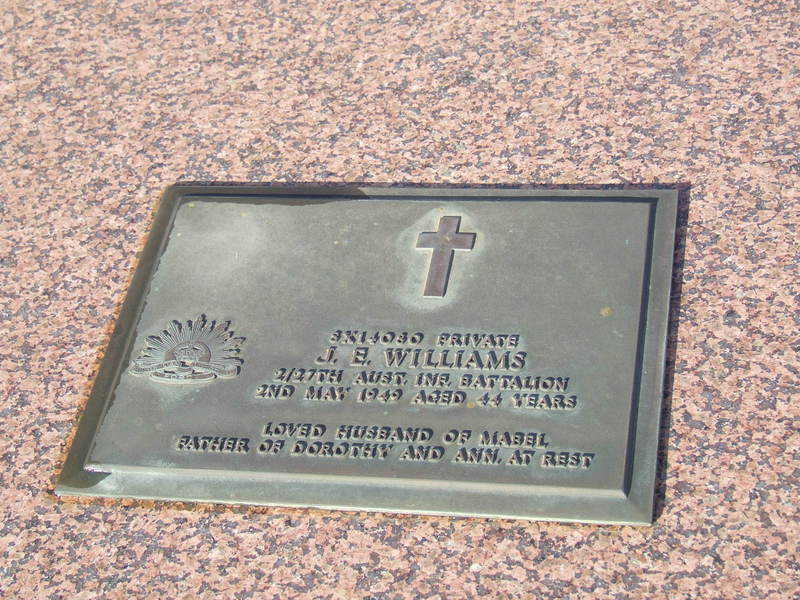 SX14080 PRIVATE
J. E. WILLIAMS
2/27TH AUST. INF. BATTALION
2ND MAY 1949 AGED 44 YEARS
LOVED HUSBAND OF MABEL
FATHER OF DOROTHY AND ANN. AT REST